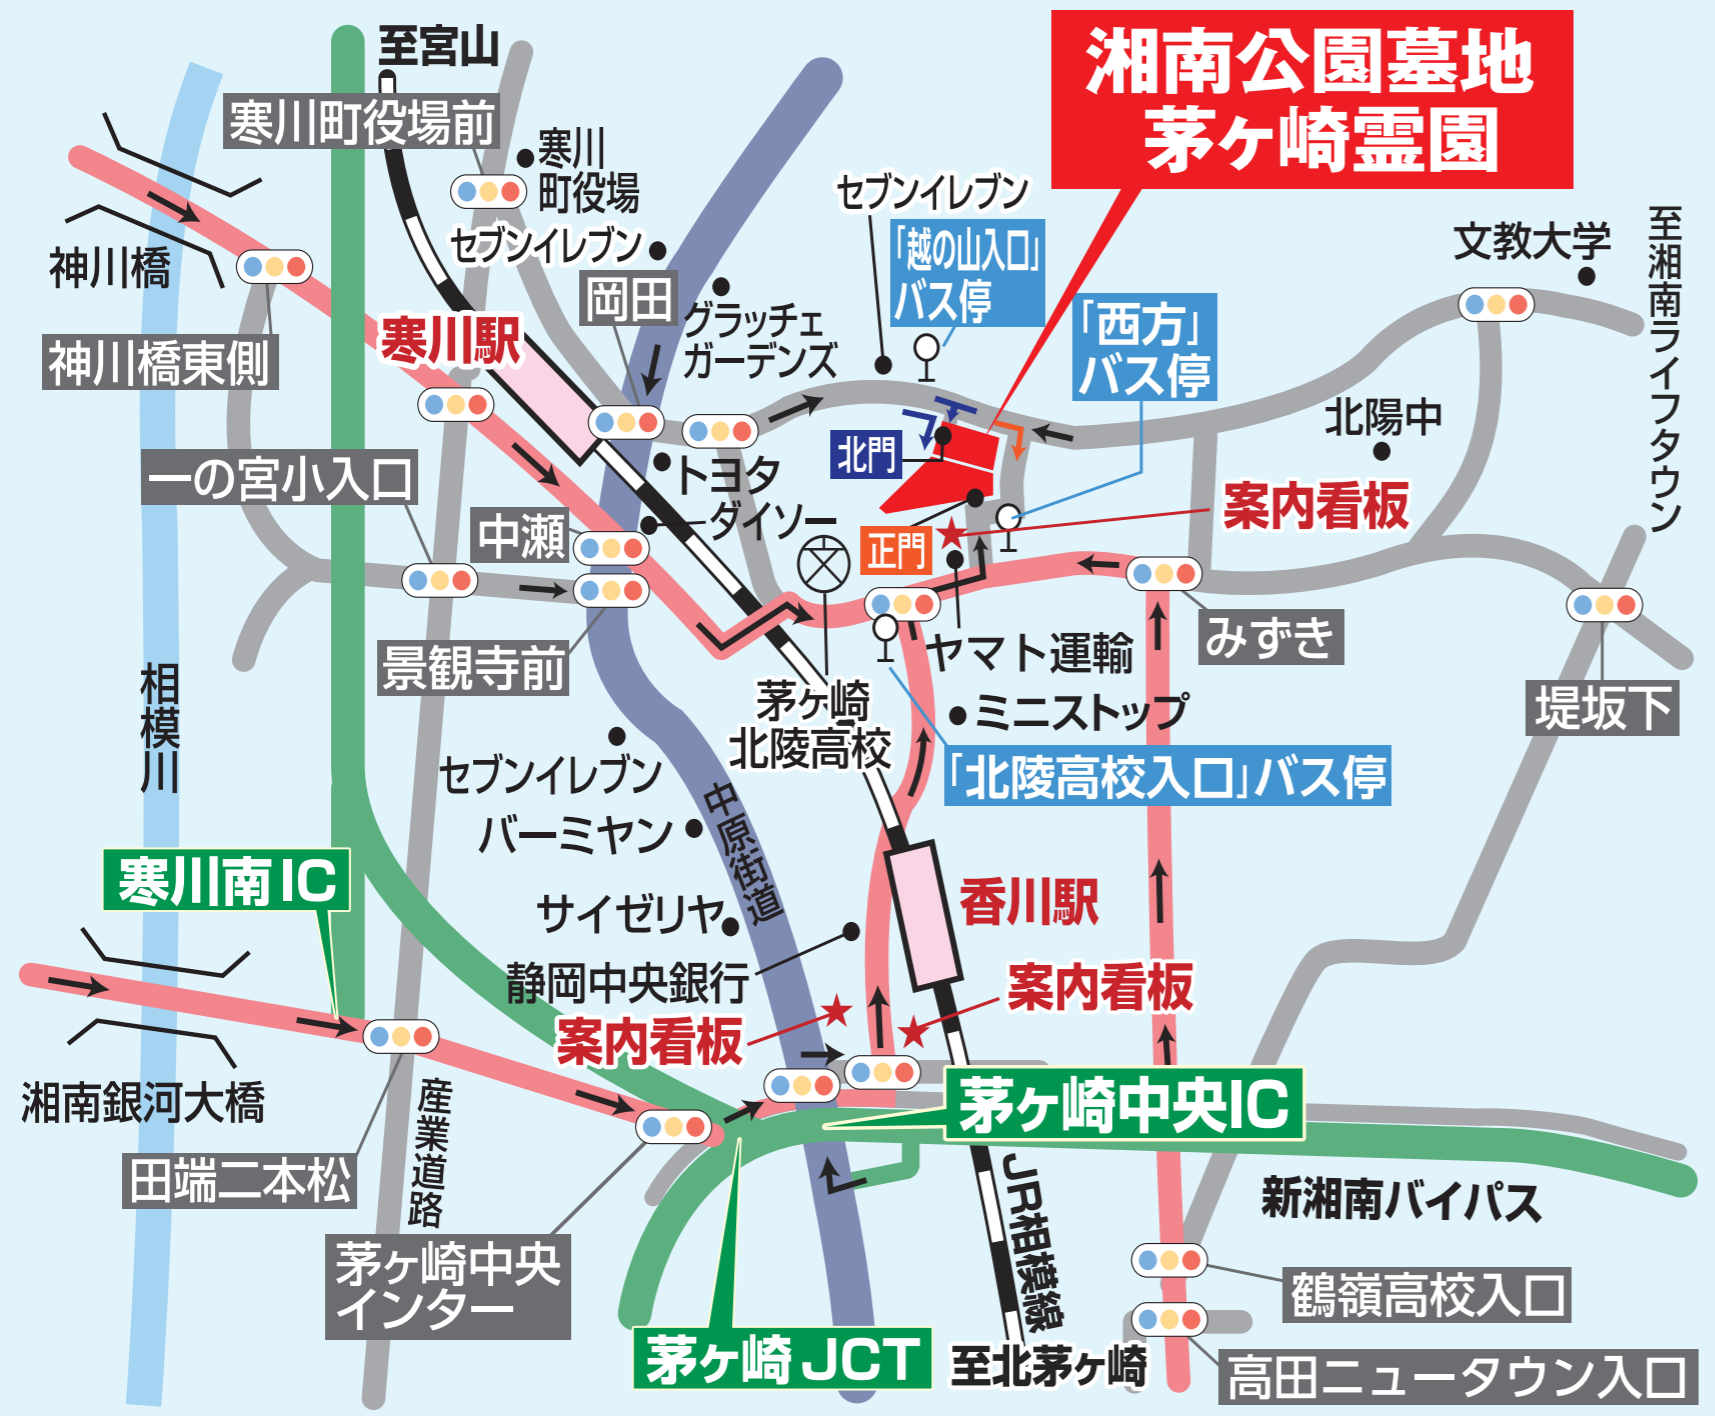 至宮山
湘南公園墓地
茅ヶ崎霊園
寒川町役場前
寒川
町役場
セブンイレブン
セブンイレブン
「越の山入口」
バス停
文教大学
至湘南ライフタウン
神川橋
岡田
グラッチェ
ガーデンズ
「西方」
バス停
寒川駅
神川橋東側
北陽中
北門
トヨタ
一の宮小入口
ダイソー
案内看板
中瀬
正門
景観寺前
みずき
ヤマト運輸
茅ヶ崎
北陵高校
ミニストップ
堤坂下
相模川
セブンイレブン
「北陵高校入口」バス停
中原街道
バーミヤン
寒川南IC
サイゼリヤ
香川駅
静岡中央銀行
案内看板
案内看板
湘南銀河大橋
産業道路
茅ヶ崎中央IC
田端二本松
JR相模線
新湘南バイパス
茅ヶ崎中央
インター
鶴嶺高校入口
茅ヶ崎JCT
至北茅ヶ崎
高田ニュータウン入口